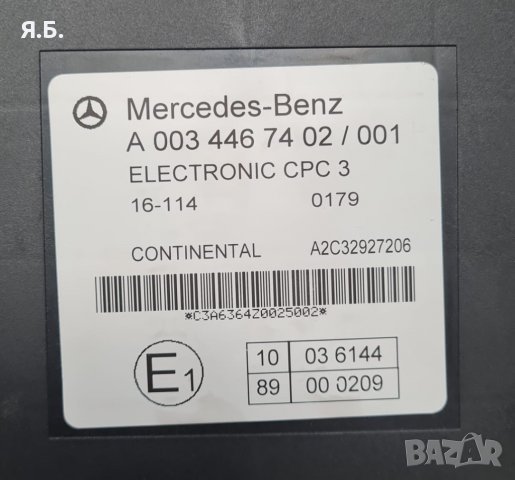 Я.Б.
Mercedes-Benz
A 003 446 74 02 / 001
ELECTRONIC CPC 3
16-114 0179
CONTINENTAL A2C32927206
*C3A6364Z0025002*
E1
10 03 6144
89 00 0209
BAZAR